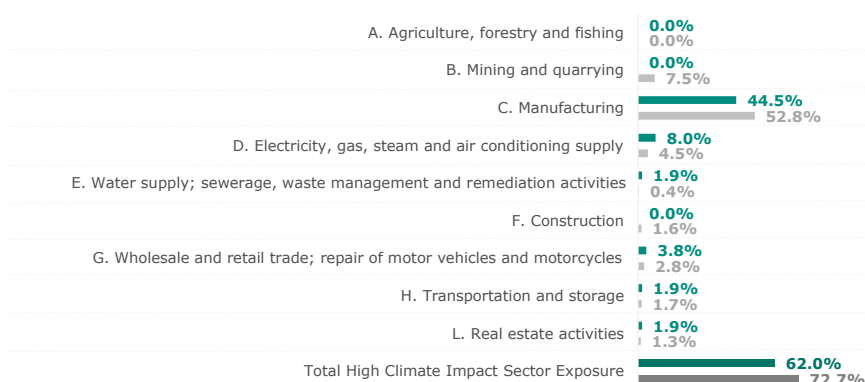 A. Agriculture, forestry and fishing
0.0%
0.0%
B. Mining and quarrying
0.0%
7.5%
C. Manufacturing
44.5%
52.8%
D. Electricity, gas, steam and air conditioning supply
8.0%
4.5%
E. Water supply; sewerage, waste management and remediation activities
1.9%
0.4%
F. Construction
0.0%
1.6%
G. Wholesale and retail trade; repair of motor vehicles and motorcycles
3.8%
2.8%
H. Transportation and storage
1.9%
1.7%
L. Real estate activities
1.9%
1.3%
Total High Climate Impact Sector Exposure
62.0%
72.7%